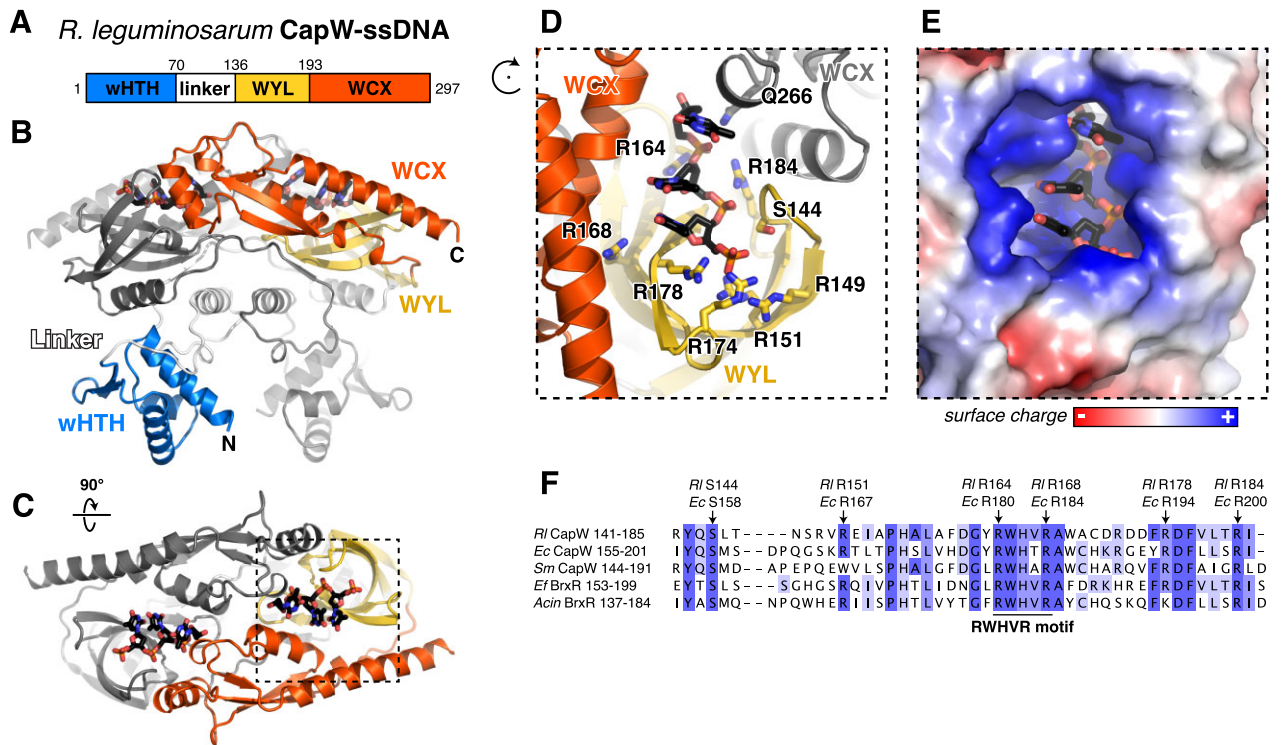 A
R. leguminosarum CapW-ssDNA
70 136 193
1 wHTH linker WYL WCX 297
B
WCX
C
WYL
Linker
wHTH
N
C
90°
D
WCX
WCX
Q266
R164
R184
S144
R168
R178
R149
R174
R151
WYL
E
surface charge - +
F
Rl S144 Rl R151 Rl R164 Rl R168 Rl R178 Rl R184
Ec S158 Ec R167 Ec R180 Ec R184 Ec R194 Ec R200
Rl CapW 141-185 RYQSLT----NSRVREIAPHALAFDGYRWHVRAWACDRDDFRDFVLTRI-
Ec CapW 155-201 IYQSMS--DPQGSKRTLTPHSLVHDGYRWHTRAWCHKRGEYRDFLLSRI-
Sm CapW 144-191 RYQSMD--APEPQEWVLSPHALGFDGLRWHARAWCHARQVFRDFAIGRLD
Ef BrxR 153-199 EYTSLS---SGHGSRQIVPHTLIDNGLRWHVRAFDRKHREFRDFVLTRID
Acin BrxR 137-184 IYASMQ--NPQWHERIISPHTLVYTGFRWHVRAYCHQSKQFRDFLLSRID
RWHVR motif